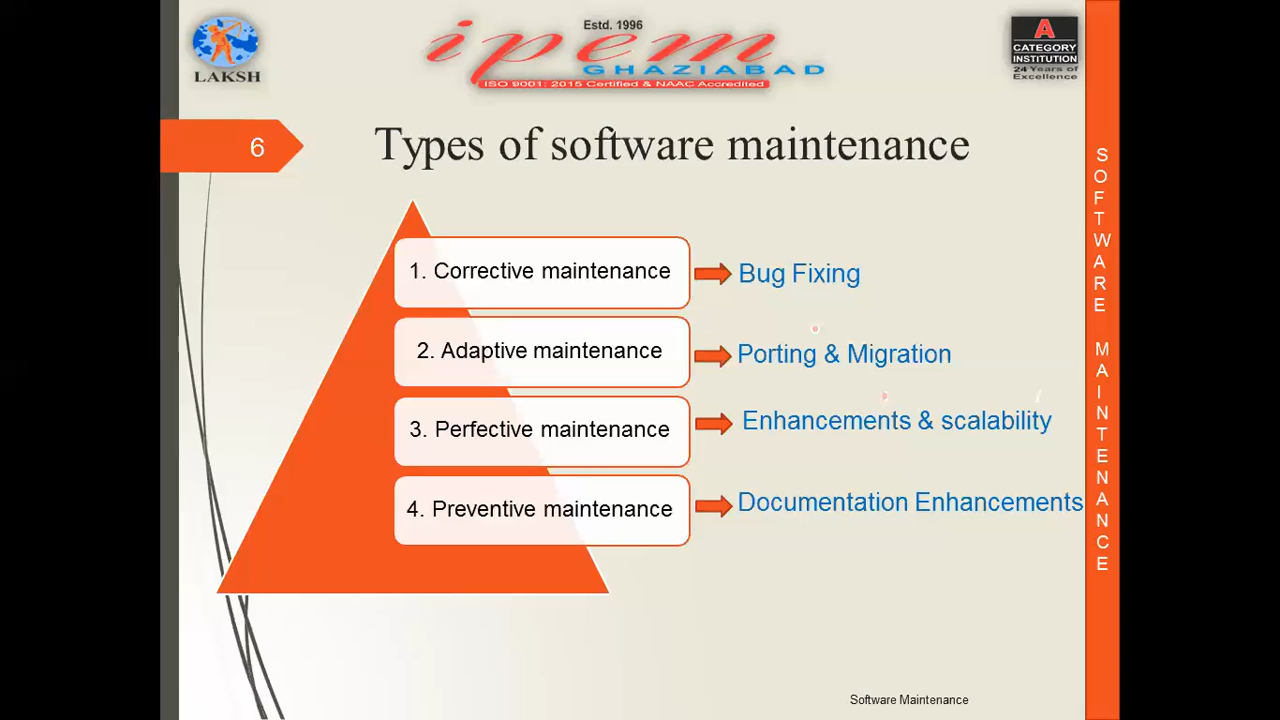 LAKSH
Estd. 1996
ipem
GHAZIABAD
ISO 9001: 2015 Certified & NAAC Accredited
A
CATEGORY
INSTITUTION
24 Years of
Excellence
6
Types of software maintenance
1. Corrective maintenance
Bug Fixing
2. Adaptive maintenance
Porting & Migration
3. Perfective maintenance
Enhancements & scalability
4. Preventive maintenance
Documentation Enhancements
SOFTWARE MAINTENANCE
Software Maintenance